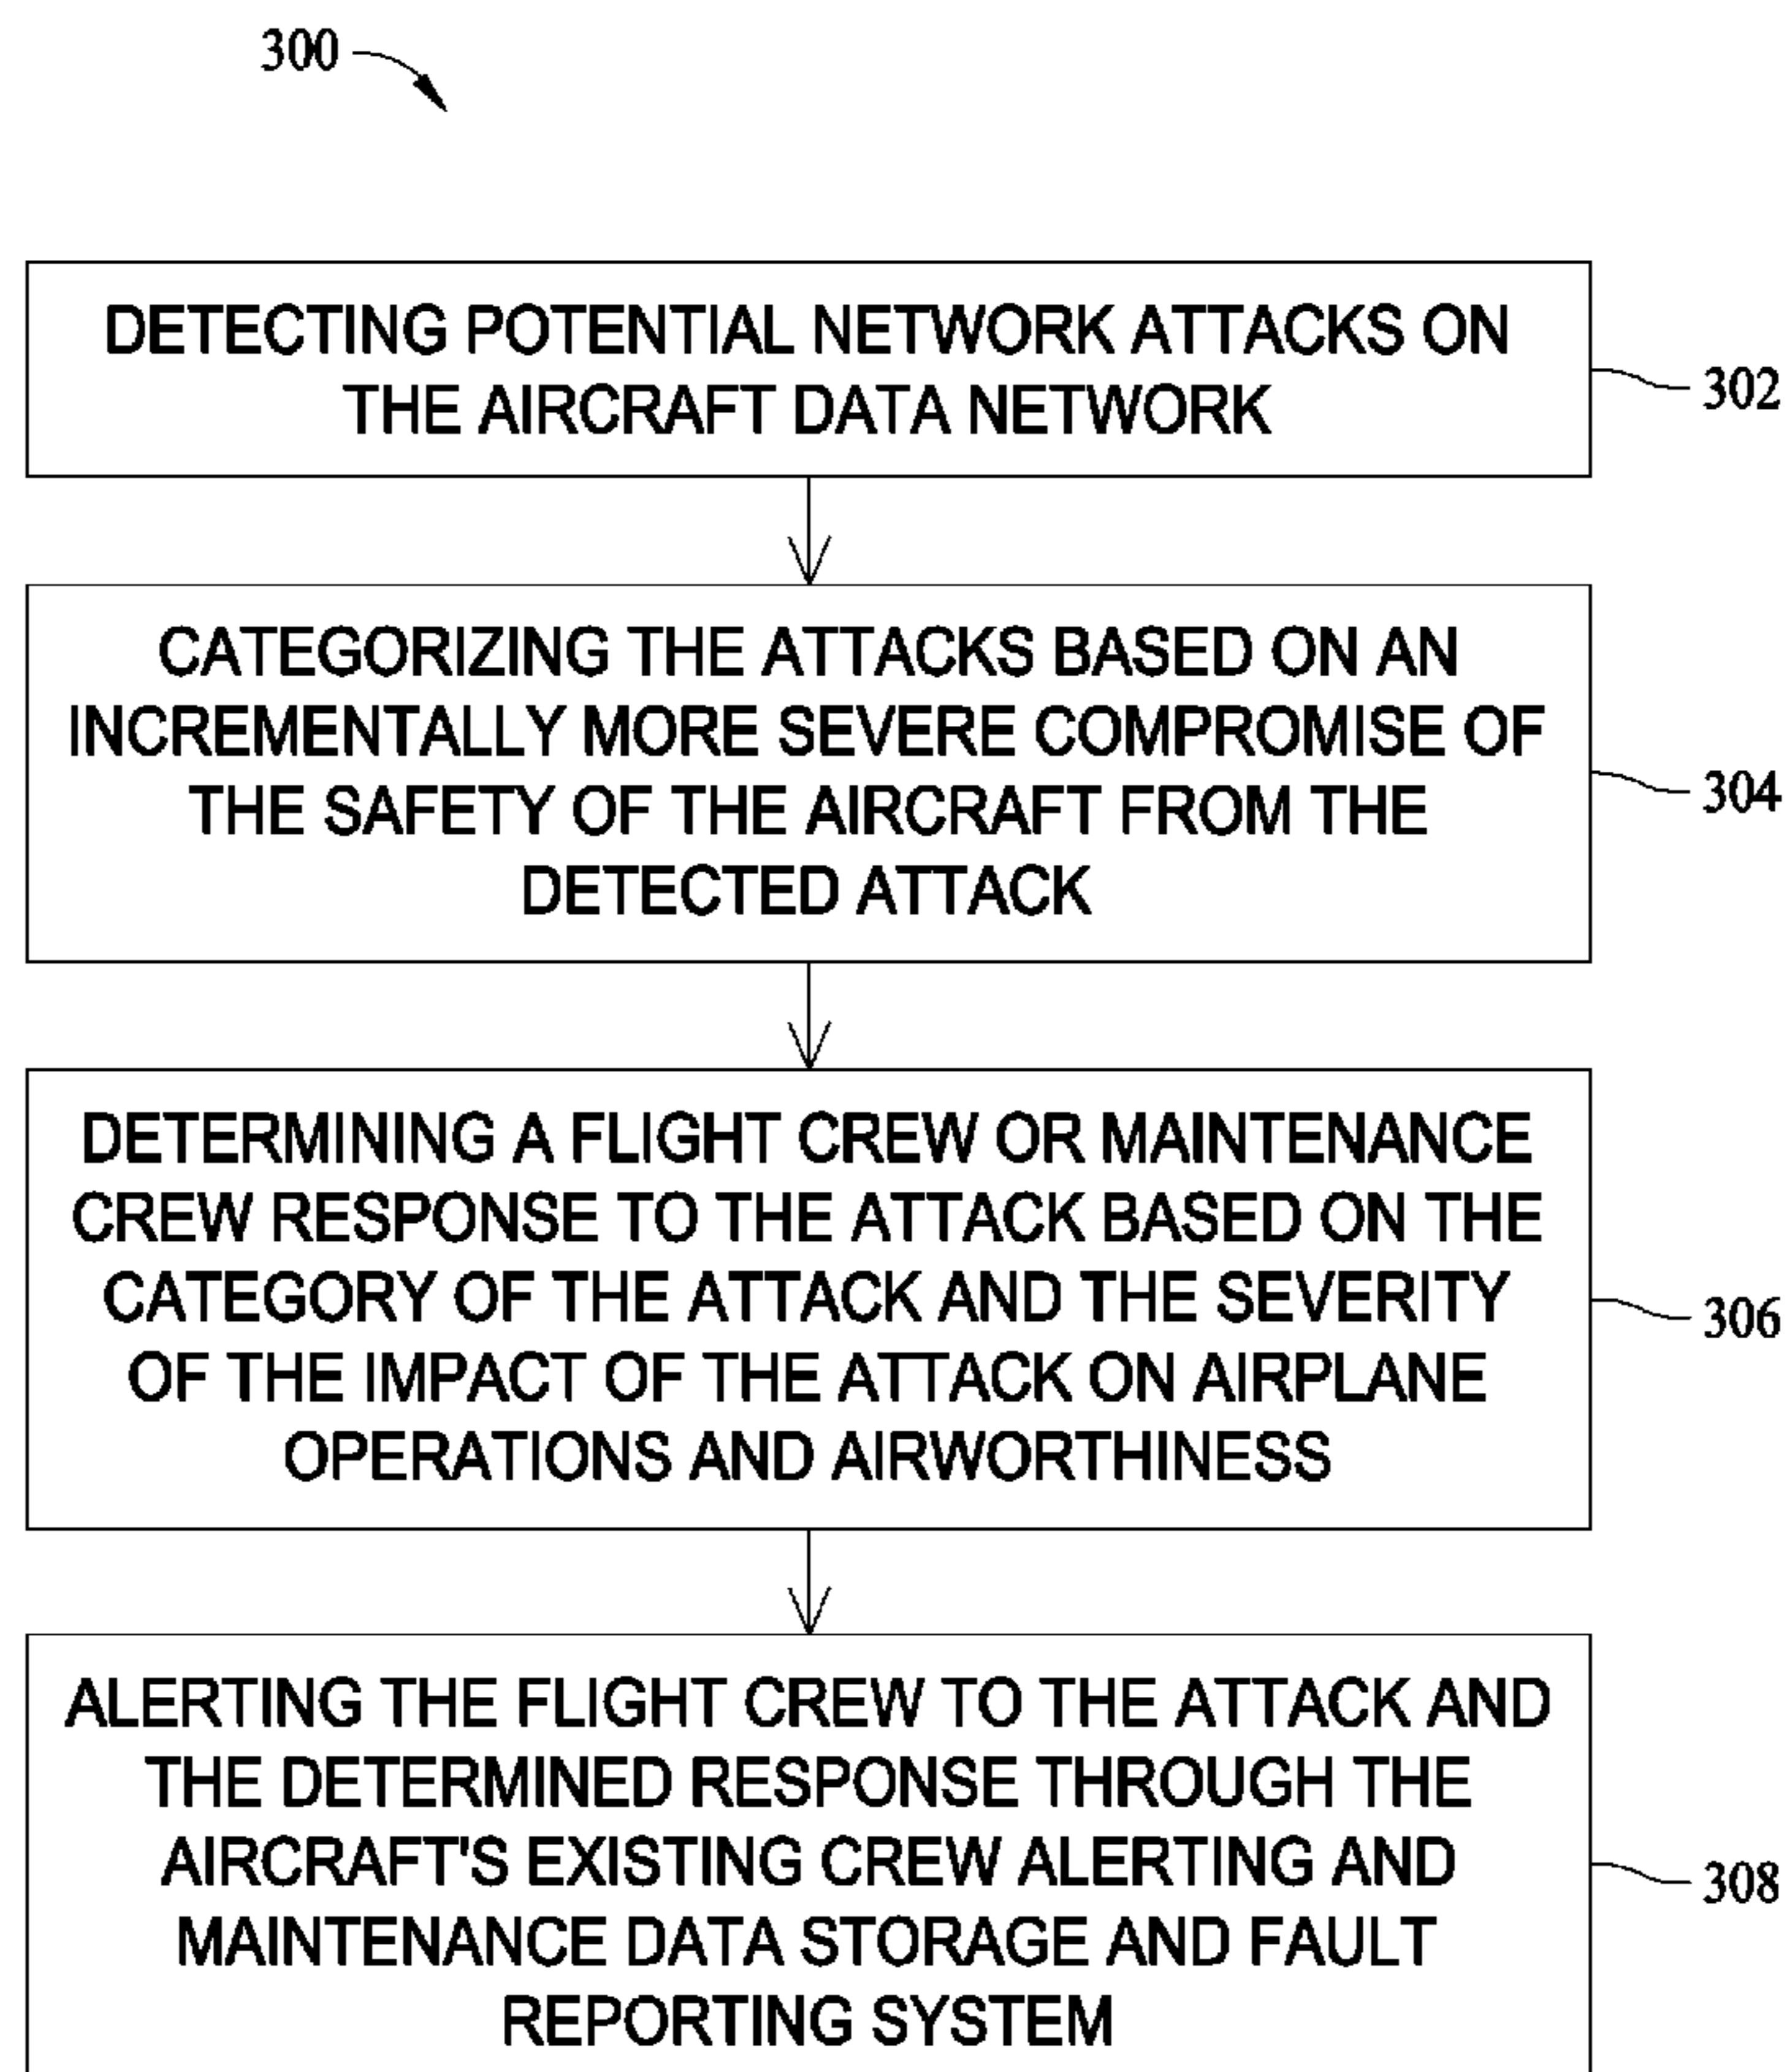 300
DETECTING POTENTIAL NETWORK ATTACKS ON
THE AIRCRAFT DATA NETWORK
302
CATEGORIZING THE ATTACKS BASED ON AN
INCREMENTALLY MORE SEVERE COMPROMISE OF
THE SAFETY OF THE AIRCRAFT FROM THE
DETECTED ATTACK
304
DETERMINING A FLIGHT CREW OR MAINTENANCE
CREW RESPONSE TO THE ATTACK BASED ON THE
CATEGORY OF THE ATTACK AND THE SEVERITY
OF THE IMPACT OF THE ATTACK ON AIRPLANE
OPERATIONS AND AIRWORTHINESS
306
ALERTING THE FLIGHT CREW TO THE ATTACK AND
THE DETERMINED RESPONSE THROUGH THE
AIRCRAFT'S EXISTING CREW ALERTING AND
MAINTENANCE DATA STORAGE AND FAULT
REPORTING SYSTEM
308